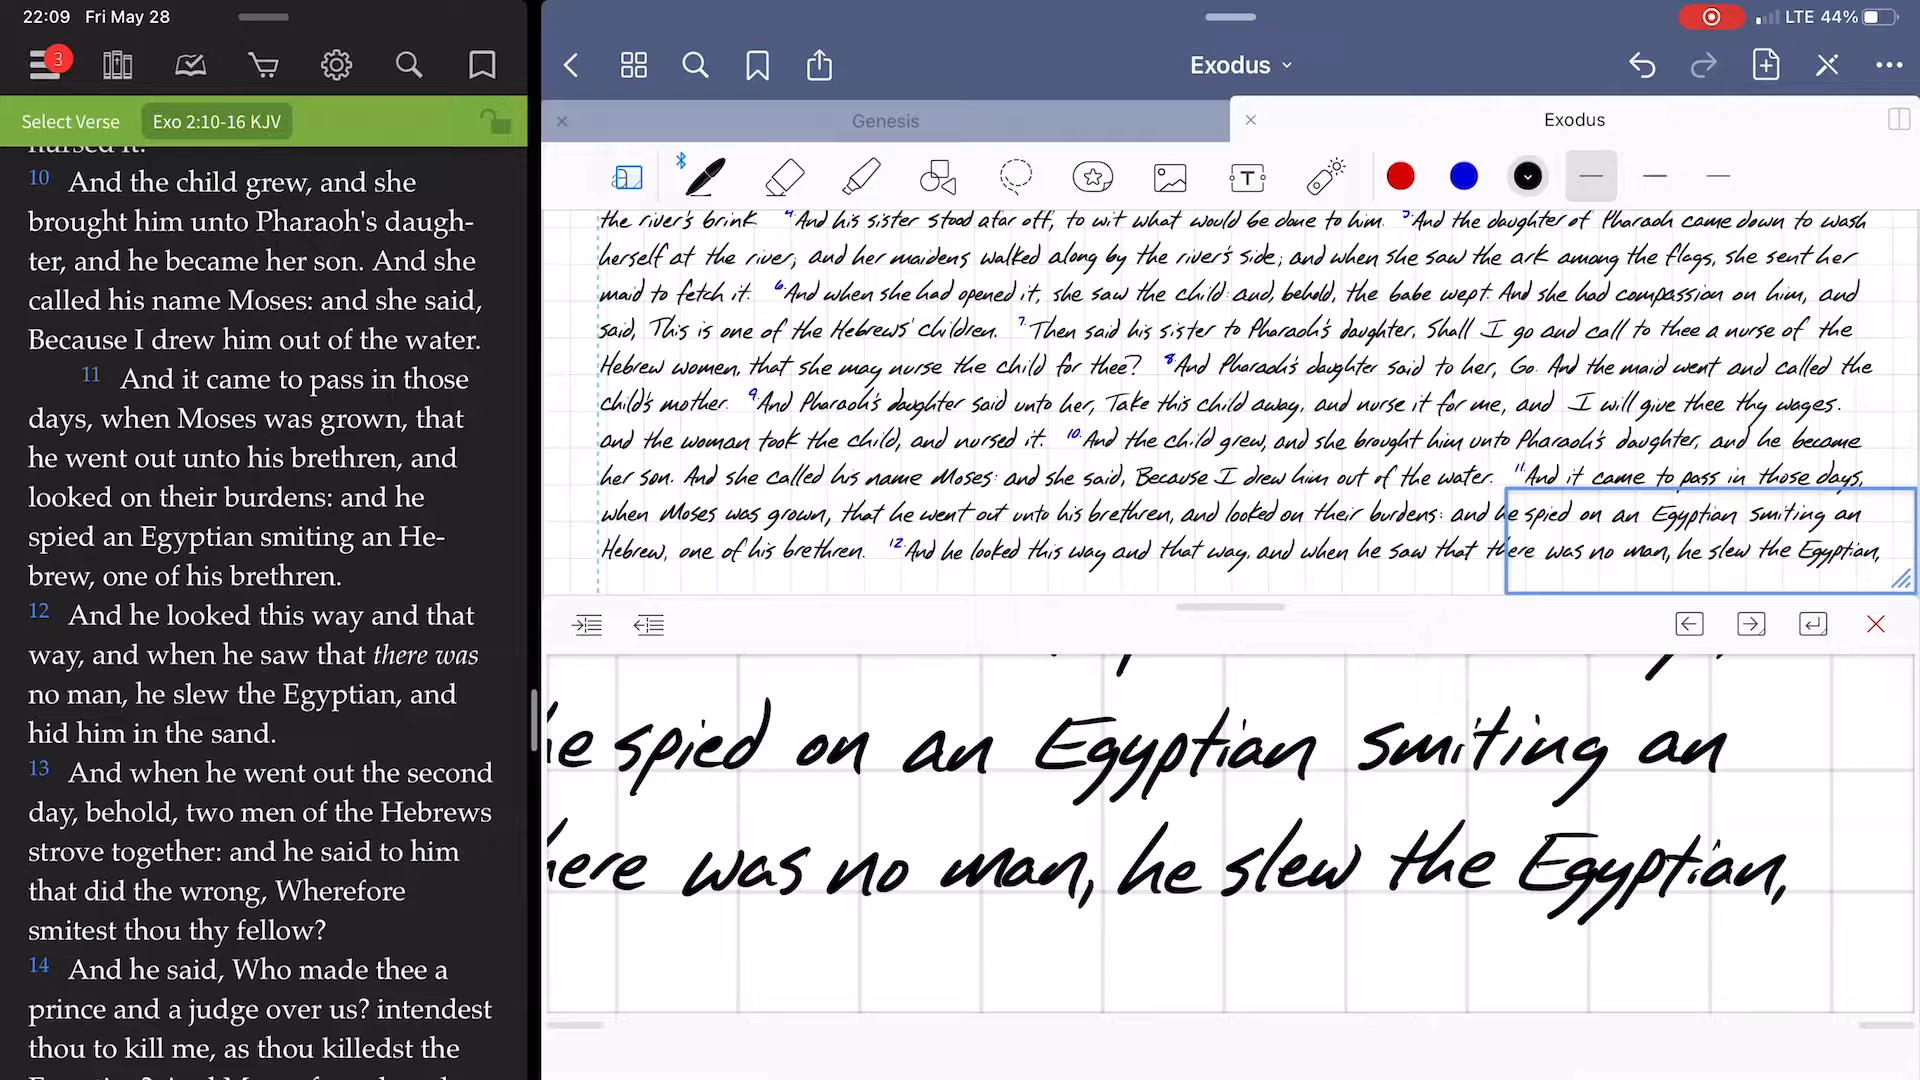 22:09 Fri May 28
3
Select Verse
Exo 2:10-16 KJV
nursed it.
10 And the child grew, and she
brought him unto Pharaoh's daugh-
ter, and he became her son. And she
called his name Moses: and she said,
Because I drew him out of the water.
11 And it came to pass in those
days, when Moses was grown, that
he went out unto his brethren, and
looked on their burdens: and he
spied an Egyptian smiting an He-
brew, one of his brethren.
12 And he looked this way and that
way, and when he saw that there was
no man, he slew the Egyptian, and
hid him in the sand.
13 And when he went out the second
day, behold, two men of the Hebrews
strove together: and he said to him
that did the wrong, Wherefore
smitest thou thy fellow?
14 And he said, Who made thee a
prince and a judge over us? intendest
thou to kill me, as thou killedst the
LTE 44%
Exodus
Genesis
Exodus
T
the river's brink. 4. And his sister stood afar off, to wit what would be done to him. 5. And the daughter of Pharaoh came down to wash
herself at the river; and her maidens walked along by the river's side; and when she saw the ark among the flags, she sent her
maid to fetch it. 6. And when she had opened it, she saw the child: and, behold, the babe wept. And she had compassion on him, and
said, This is one of the Hebrews' children. 7. Then said his sister to Pharaoh's daughter, Shall I go and call to thee a nurse of the
Hebrew women, that she may nurse the child for thee? 8. And Pharaoh's daughter said to her, Go. And the maid went and called the
child's mother. 9. And Pharaoh's daughter said unto her, Take this child away, and nurse it for me, and I will give thee thy wages.
and the woman took the child, and nursed it. 10. And the child grew, and she brought him unto Pharaoh's daughter, and he became
her son. And she called his name Moses: and she said, Because I drew him out of the water. 11. And it came to pass in those days,
when Moses was grown, that he went out unto his brethren, and looked on their burdens: and he spied on an Egyptian smiting an
Hebrew, one of his brethren. 12. And he looked this way and that way, and when he saw that there was no man, he slew the Egyptian,
he spied on an Egyptian smiting an
here was no man, he slew the Egyptian,